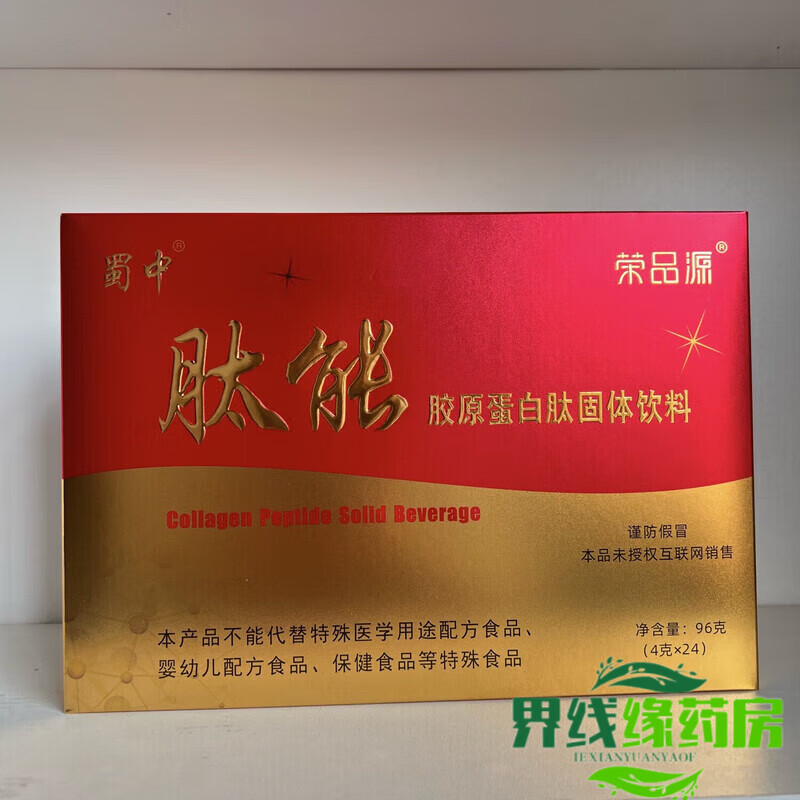 蜀中®
荣品源®
肽能
胶原蛋白肽固体饮料
Collagen Peptide Solid Beverage
谨防假冒
本品未授权互联网销售
本产品不能代替特殊医学用途配方食品、
婴幼儿配方食品、保健食品等特殊食品
净含量：96克
（4克×24）
界线缘药房
IEXIANYUANYAOF